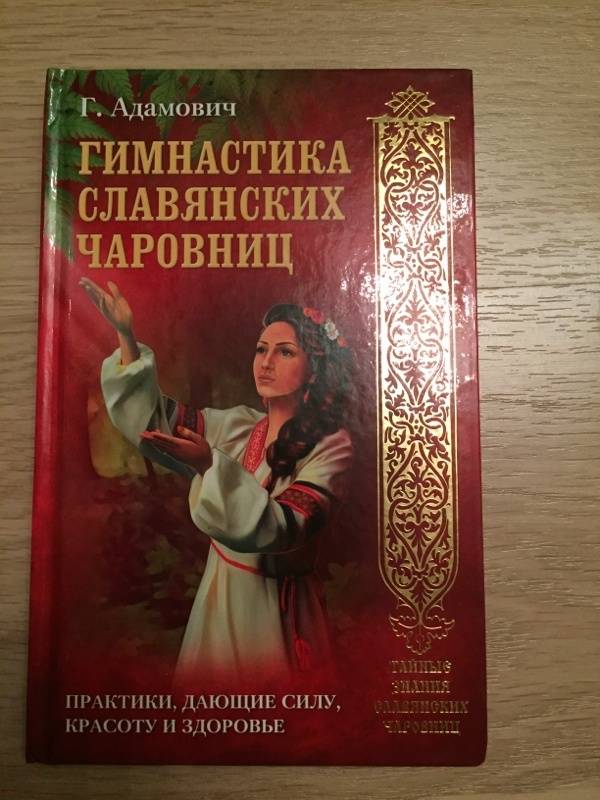 Г. Адамович
ГИМНАСТИКА
СЛАВЯНСКИХ
ЧАРОВНИЦ
ПРАКТИКИ, ДАЮЩИЕ СИЛУ,
КРАСОТУ И ЗДОРОВЬЕ
ТАЙНЫЕ
ЗНАНИЯ
СЛАВЯНСКИХ
ЧАРОВНИЦ